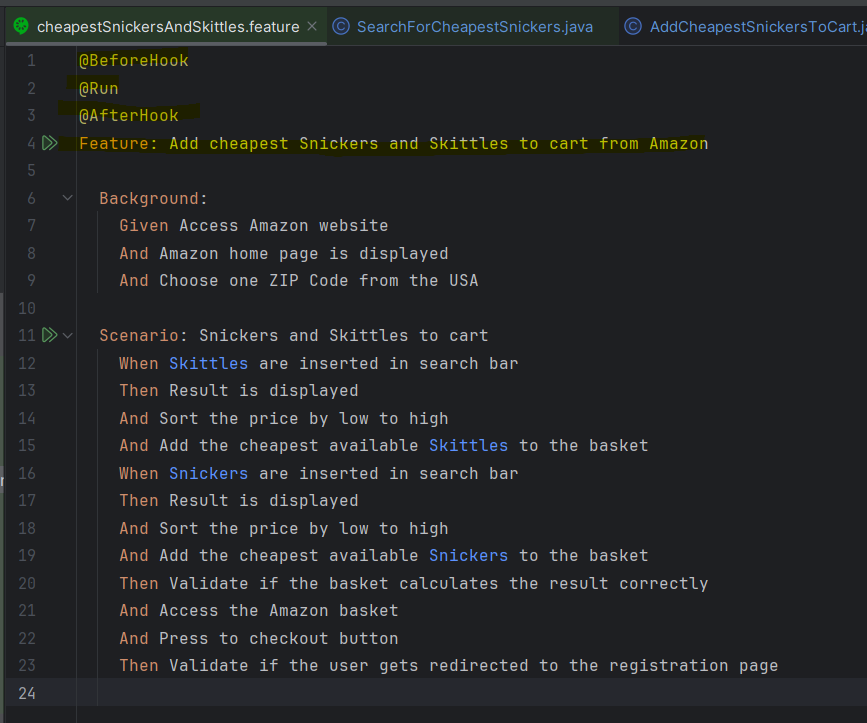 cheapestSnickersAndSkittles.feature × SearchForCheapestSnickers.java AddCheapestSnickersToCart.j
1 @BeforeHook
2 @Run
3 @AfterHook
4 Feature: Add cheapest Snickers and Skittles to cart from Amazon
5
6 Background:
7 Given Access Amazon website
8 And Amazon home page is displayed
9 And Choose one ZIP Code from the USA
10
11 Scenario: Snickers and Skittles to cart
12 When Skittles are inserted in search bar
13 Then Result is displayed
14 And Sort the price by low to high
15 And Add the cheapest available Skittles to the basket
16 When Snickers are inserted in search bar
17 Then Result is displayed
18 And Sort the price by low to high
19 And Add the cheapest available Snickers to the basket
20 Then Validate if the basket calculates the result correctly
21 And Access the Amazon basket
22 And Press to checkout button
23 Then Validate if the user gets redirected to the registration page
24